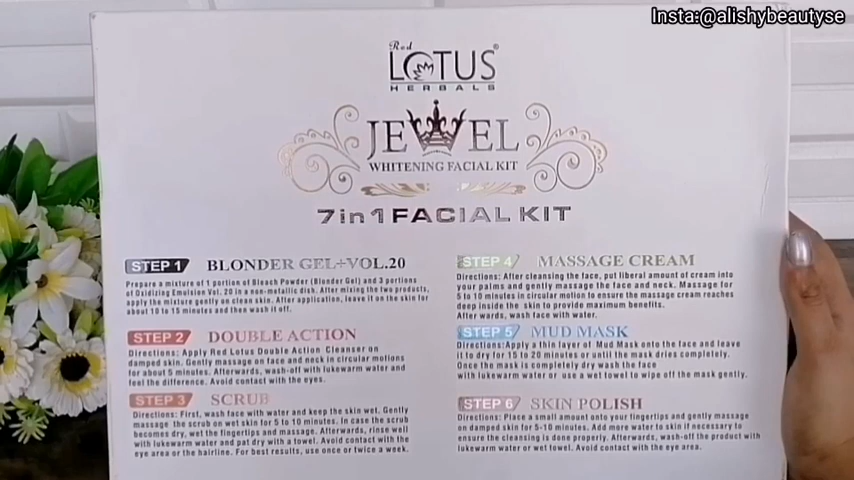 Insta:@alishybeautyse
Red
LOTUS
HERBALS
JEWEL
WHITENING FACIAL KIT
7in1 FACIAL KIT
STEP 1 BLONDER GEL+VOL.20
Prepare a mixture of 1 portion of Bleach Powder (Blonder Gel) and 3 portions
of Oxidizing Emulsion Vol. 20 in a non-metallic dish. After mixing the two products,
apply the mixture gently on clean skin. After application, leave it on the skin for
about 10 to 15 minutes and then wash it off.
STEP 2 DOUBLE ACTION
Directions: Apply Red Lotus Double Action Cleanser on
damped skin. Gently massage on face and neck in circular motions
for about 5 minutes. Afterwards, wash-off with lukewarm water and
feel the difference. Avoid contact with the eyes.
STEP 3 SCRUB
Directions: First, wash face with water and keep the skin wet. Gently
massage the scrub on wet skin for 5 to 10 minutes. In case the scrub
becomes dry, wet the fingertips and massage. Afterwards, rinse well
with lukewarm water and pat dry with a towel. Avoid contact with the
eye area or the hairline. For best results, use once or twice a week.
STEP 4 MASSAGE CREAM
Directions: After cleansing the face, put liberal amount of cream into
your palms and gently massage the face and neck. Massage for
5 to 10 minutes in circular motion to ensure the massage cream reaches
deep inside the skin to provide maximum benefits.
After wards, wash face with water.
STEP 5 MUD MASK
Directions: Apply a thin layer of Mud Mask onto the face and leave
it to dry for 15 to 20 minutes or until the mask dries completely.
Once the mask is completely dry wash the face
with lukewarm water or use a wet towel to wipe off the mask gently.
STEP 6 SKIN POLISH
Directions: Place a small amount onto your fingertips and gently massage
on damped skin for 5-10 minutes. Add more water to skin if necessary to
ensure the cleansing is done properly. Afterwards, wash-off the product with
lukewarm water or wet towel. Avoid contact with the eye area.